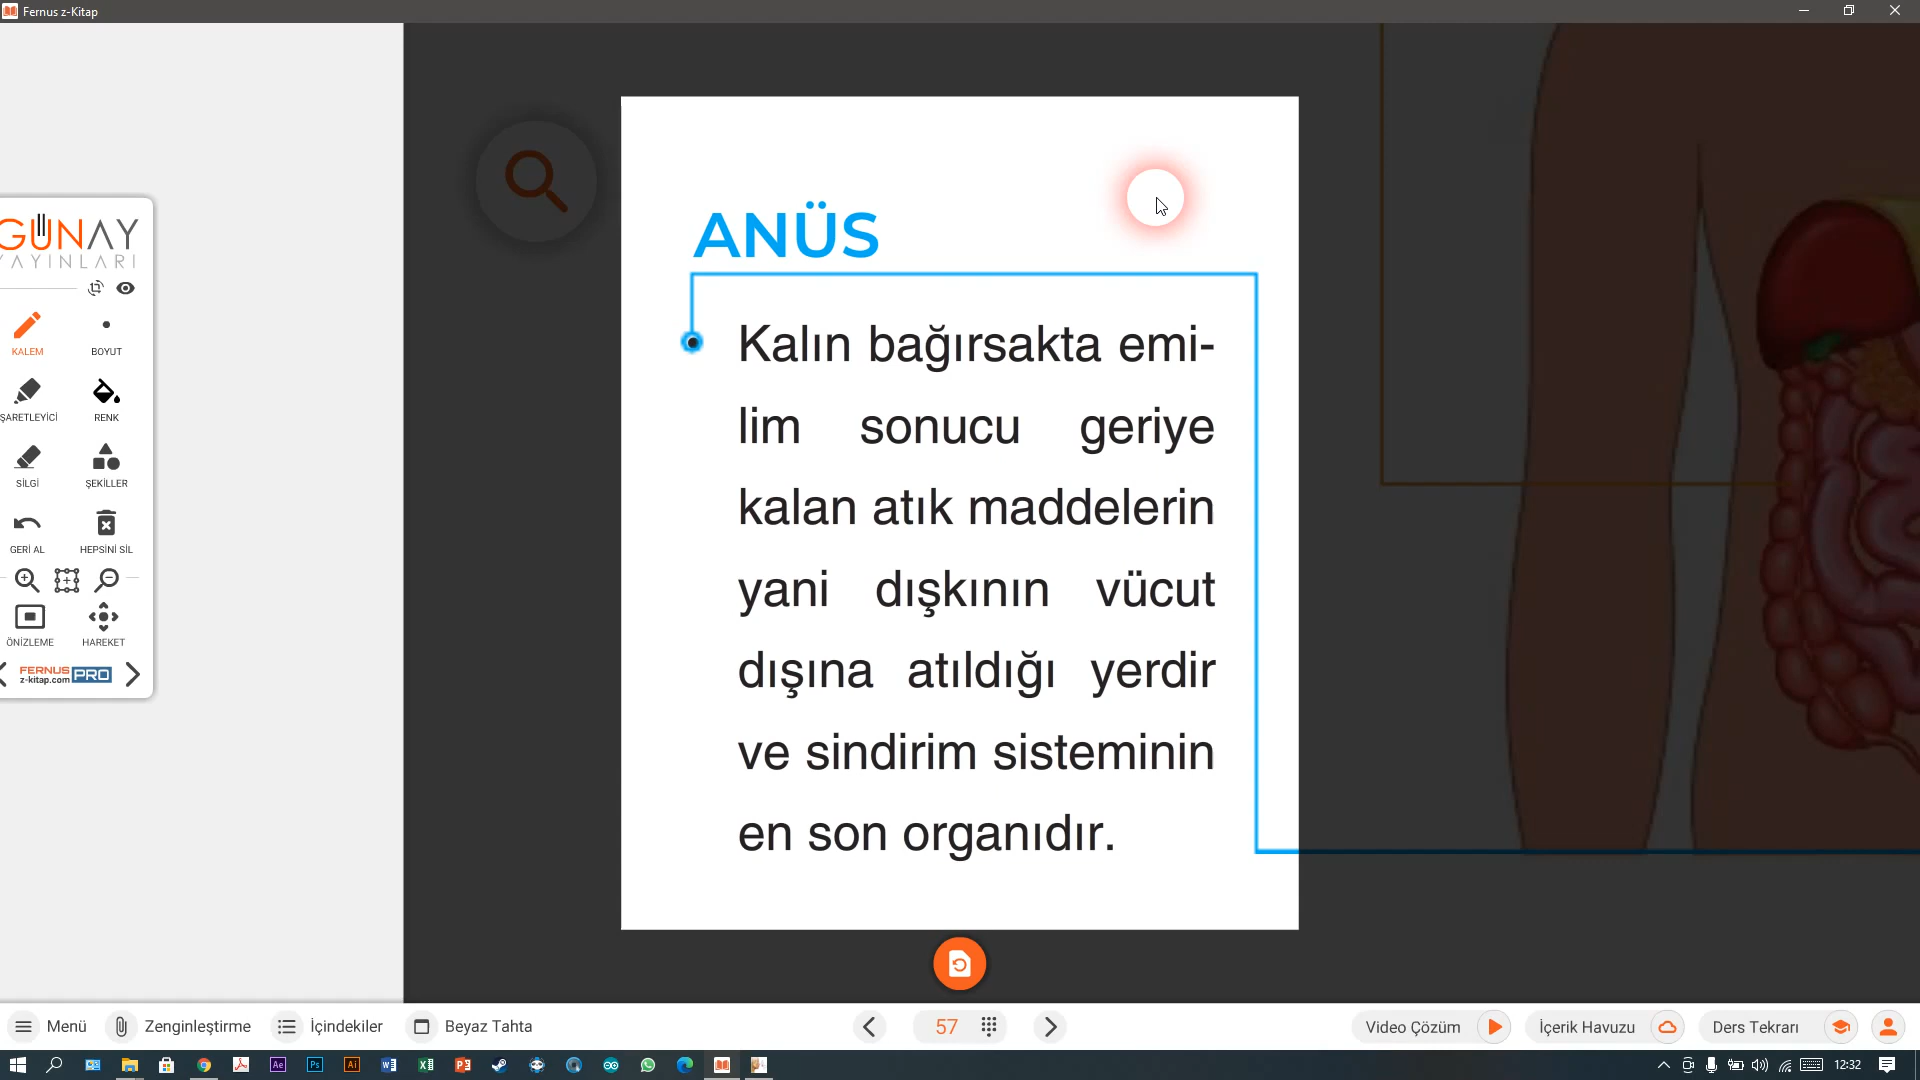 Fernus z-Kitap
GÜNAY
YAYINLARI
KALEM
BOYUT
ŞARETLEYİCİ
RENK
SİLGİ
ŞEKİLLER
GERİ AL
HEPSİNİ SİL
ÖNİZLEME
HAREKET
FERNUS
z-kitap.com PRO
ANÜS
Kalın bağırsakta emi-
lim sonucu geriye
kalan atık maddelerin
yani dışkının vücut
dışına atıldığı yerdir
ve sindirim sisteminin
en son organıdır.
Menü
Zenginleştirme
İçindekiler
Beyaz Tahta
57
Video Çözüm
İçerik Havuzu
Ders Tekrarı
Ae
Ps
Ai
12:32